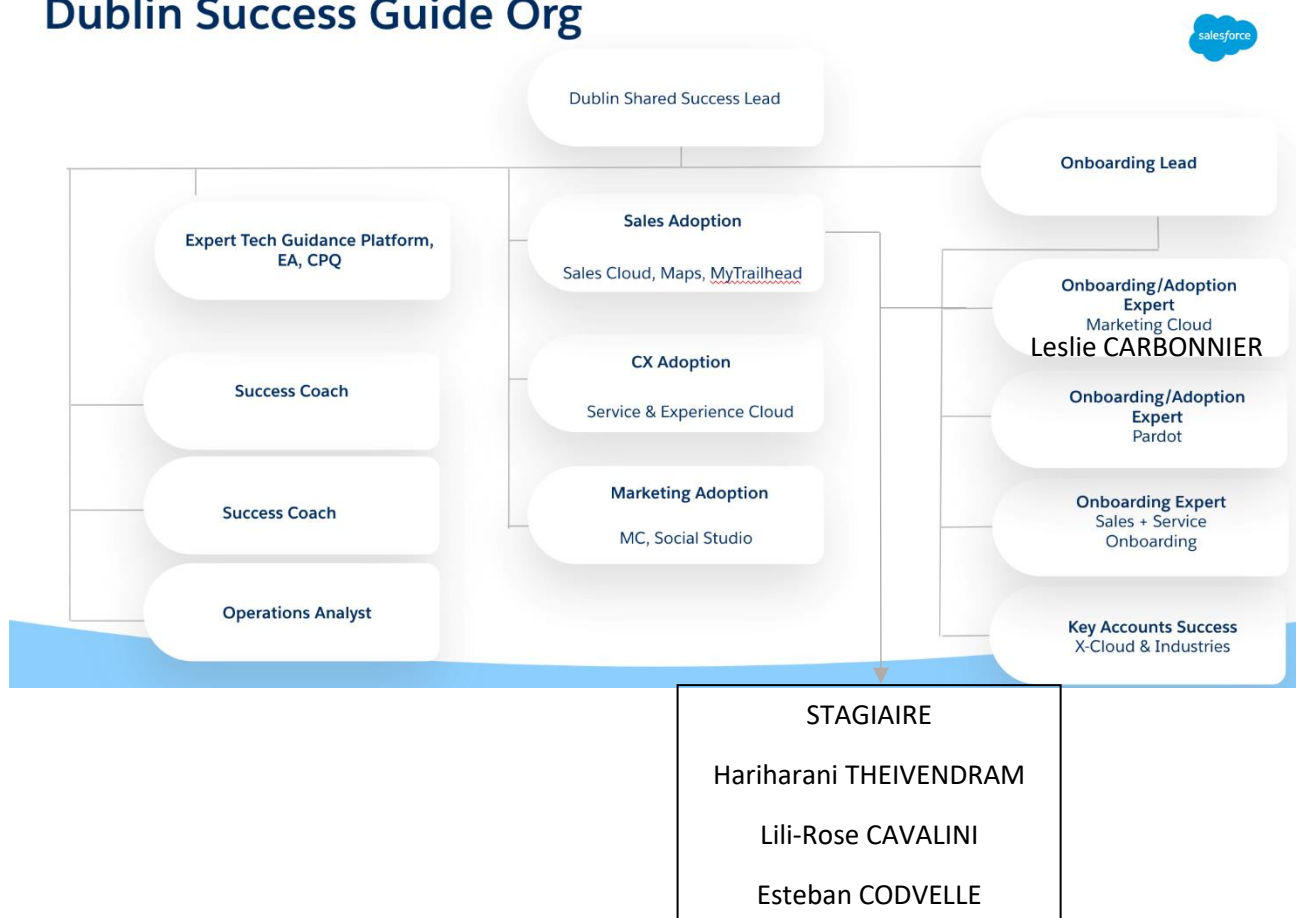 Dublin Success Guide Org
salesforce
Dublin Shared Success Lead
Onboarding Lead
Expert Tech Guidance Platform,
EA, CPQ
Success Coach
Success Coach
Operations Analyst
Sales Adoption
Sales Cloud, Maps, MyTrailhead
CX Adoption
Service & Experience Cloud
Marketing Adoption
MC, Social Studio
Onboarding/Adoption
Expert
Marketing Cloud
Leslie CARBONNIER
Onboarding/Adoption
Expert
Pardot
Onboarding Expert
Sales + Service
Onboarding
Key Accounts Success
X-Cloud & Industries
STAGIAIRE
Hariharani THEIVENDRAM
Lili-Rose CAVALINI
Esteban CODVELLE